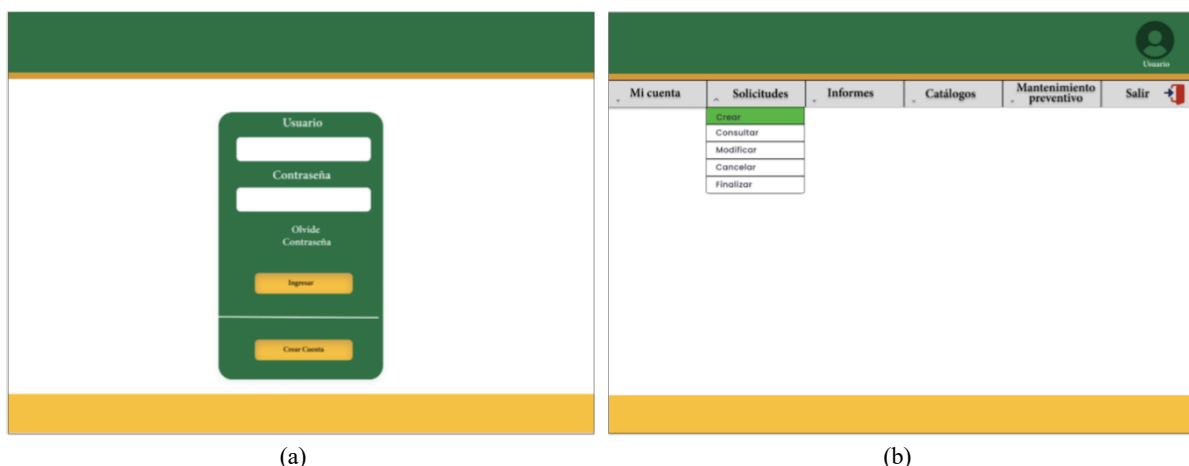 Usuario
Contraseña
Olvide
Contraseña
Ingresar
Crear Cuenta
(a)
Usuario
Mi cuenta
Solicitudes
Informes
Catálogos
Mantenimiento
preventivo
Salir
Crear
Consultar
Modificar
Cancelar
Finalizar
(b)